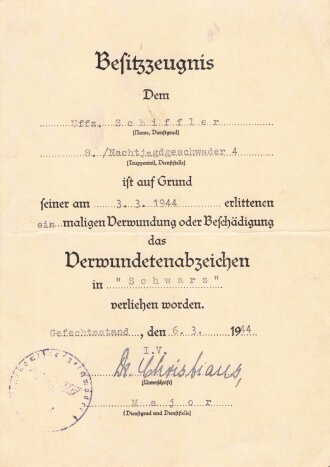 Besitzzeugnis
Dem
Uffz. Schiffler
(Name, Dienstgrad)
8./Nachtjagdgeschwader 4
(Truppenteil, Dienststelle)
ist auf Grund
seiner am 3. 3. 1944 erlittenen
ein maligen Verwundung oder Beschädigung
das
Verwundetenabzeichen
in "Schwarz"
verliehen worden.
Gefechtsstand, den 6.3. 1944
I.V.
Dr. Christians,
(Unterschrift)
Major
(Dienstgrad und Dienststelle)